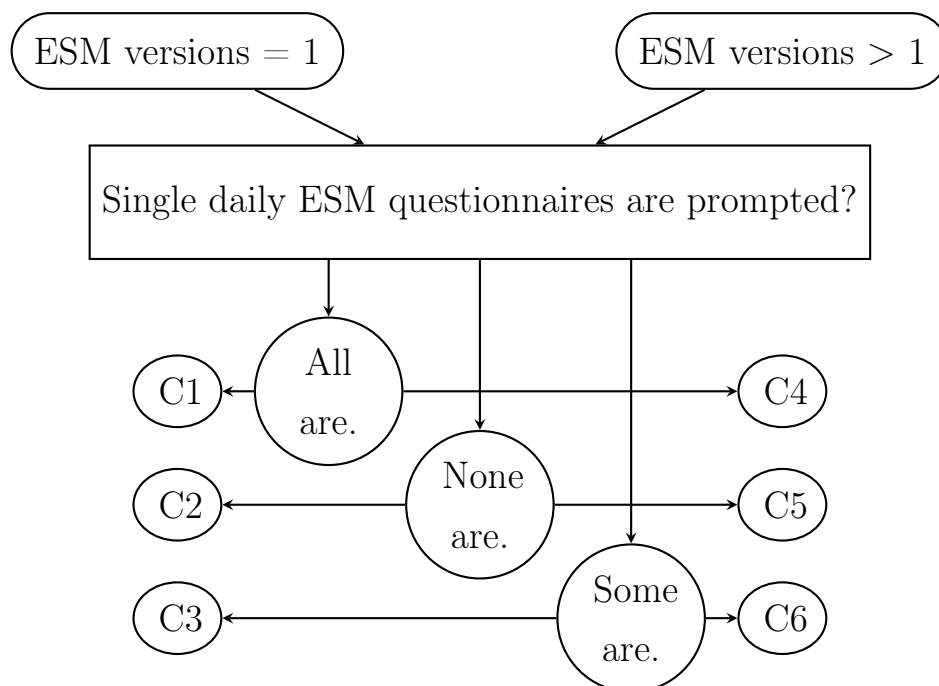 ESM versions = 1
ESM versions > 1
Single daily ESM questionnaires are prompted?
All
are.
C1
C4
None
are.
C2
C5
Some
are.
C3
C6